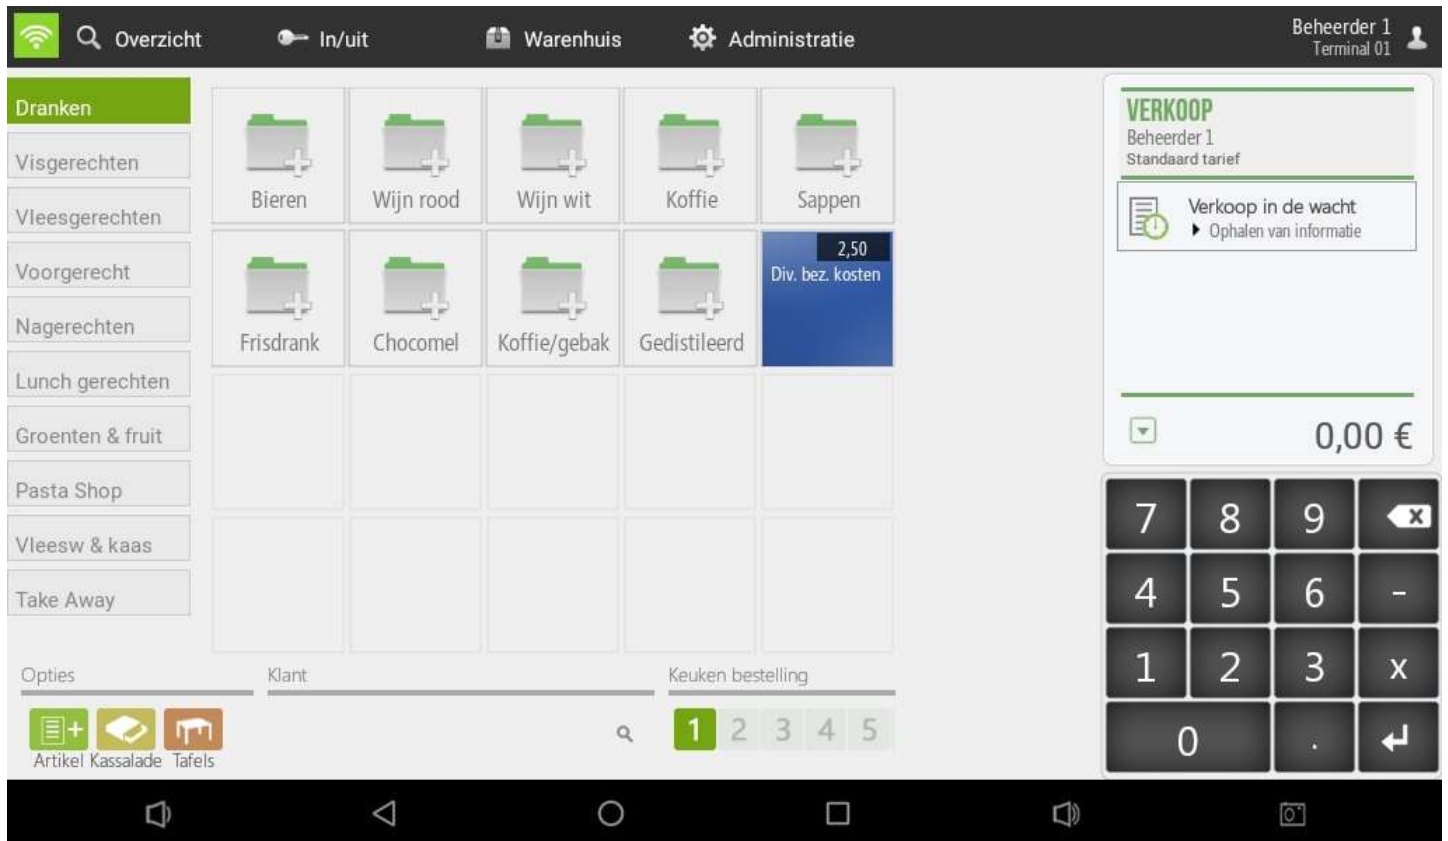 Overzicht
In/uit
Warenhuis
Administratie
Beheerder 1
Terminal 01
Dranken
Visgerechten
Vleesgerechten
Voorgerecht
Nagerechten
Lunch gerechten
Groenten & fruit
Pasta Shop
Vleesw & kaas
Take Away
Bieren
Wijn rood
Wijn wit
Koffie
Sappen
Frisdrank
Chocomel
Koffie/gebak
Gedistileerd
2,50
Div. bez. kosten
Opties
Klant
Keuken bestelling
Artikel
Kassalade
Tafels
1 2 3 4 5
VERKOOP
Beheerder 1
Standaard tarief
Verkoop in de wacht
Ophalen van informatie
0,00 €
7 8 9 x
4 5 6 -
1 2 3 x
0 .